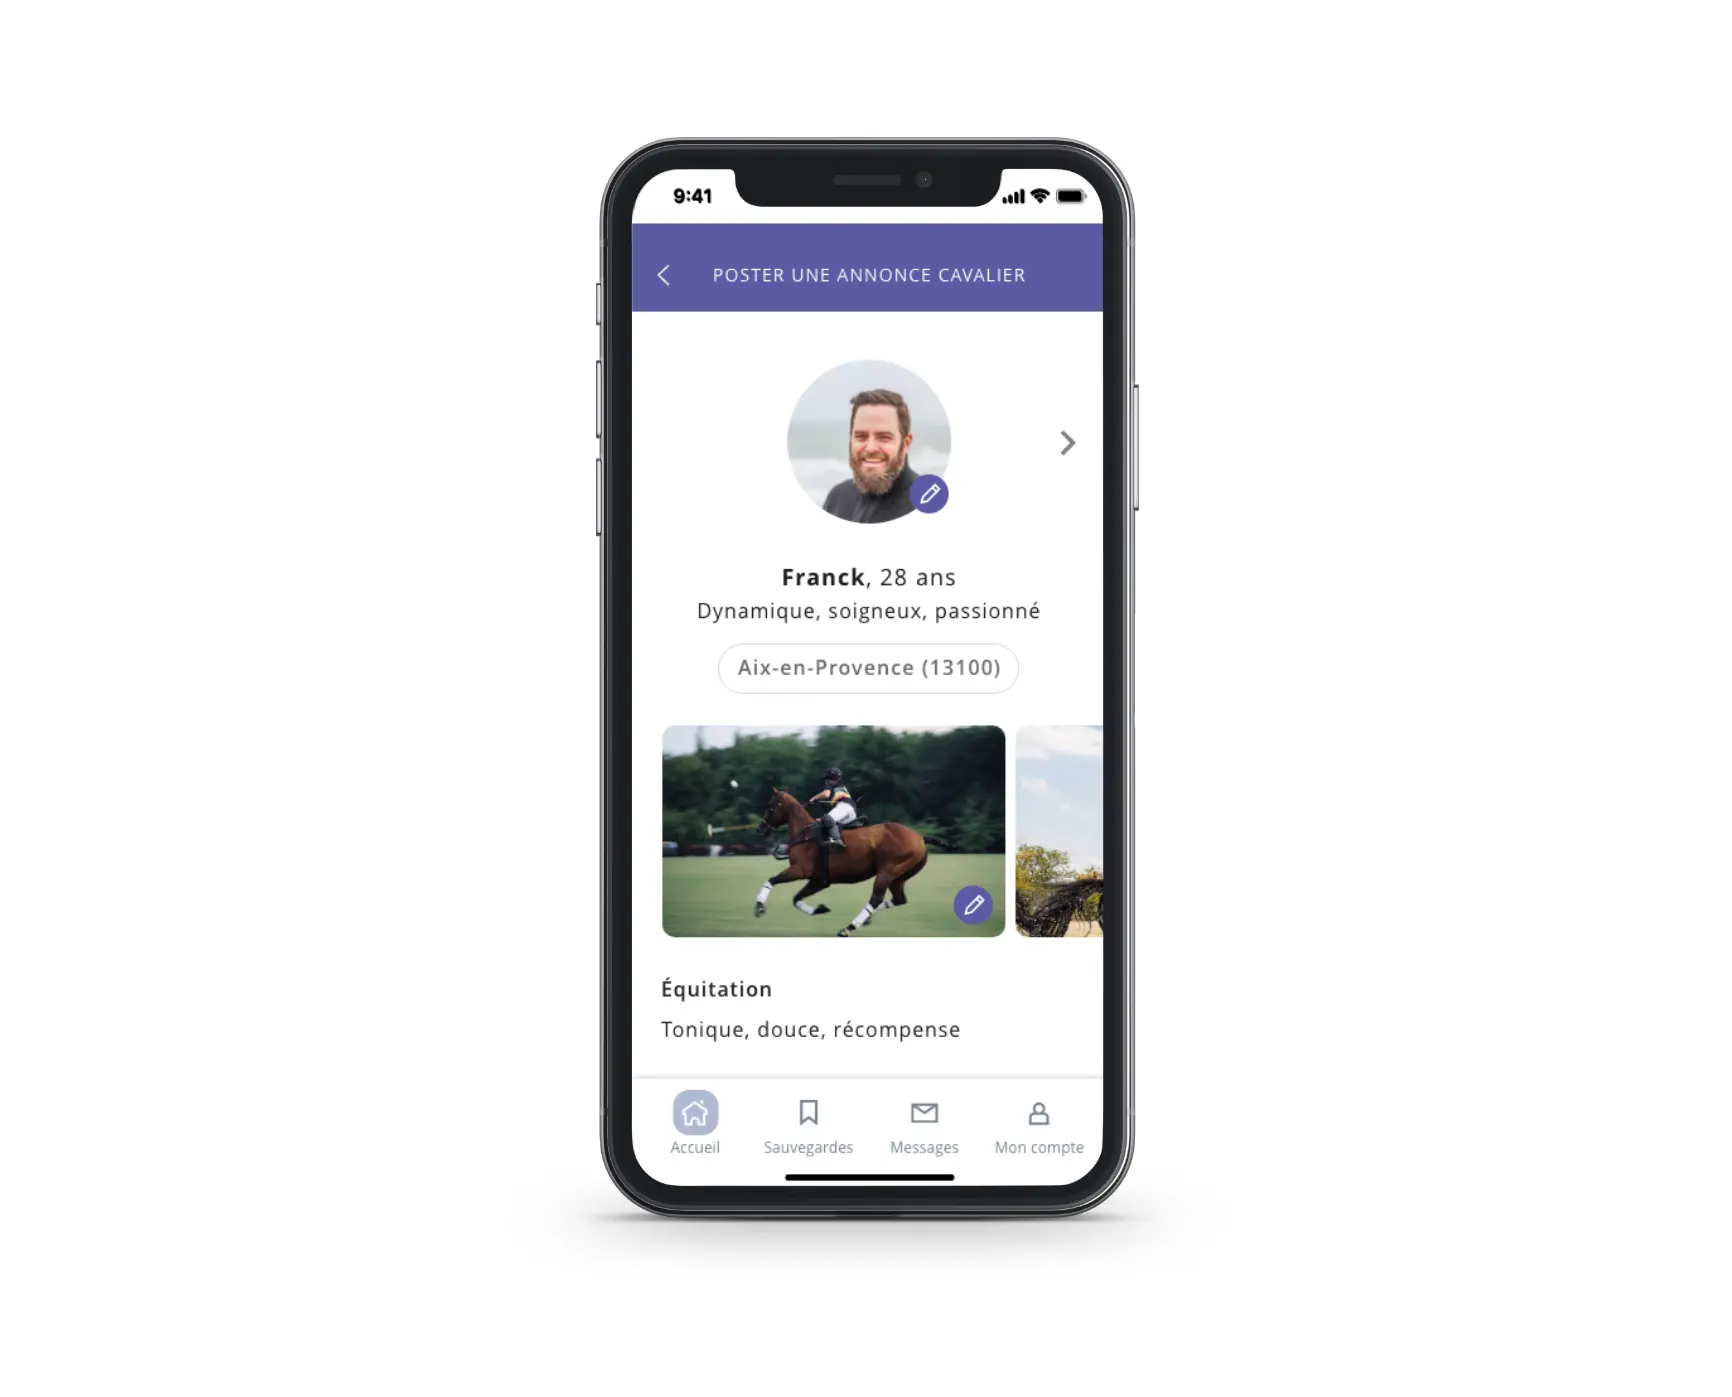 9:41
POSTER UNE ANNONCE CAVALIER
Franck, 28 ans
Dynamique, soigneux, passionné
Aix-en-Provence (13100)
Équitation
Tonique, douce, récompense
Accueil
Sauvegardes
Messages
Mon compte